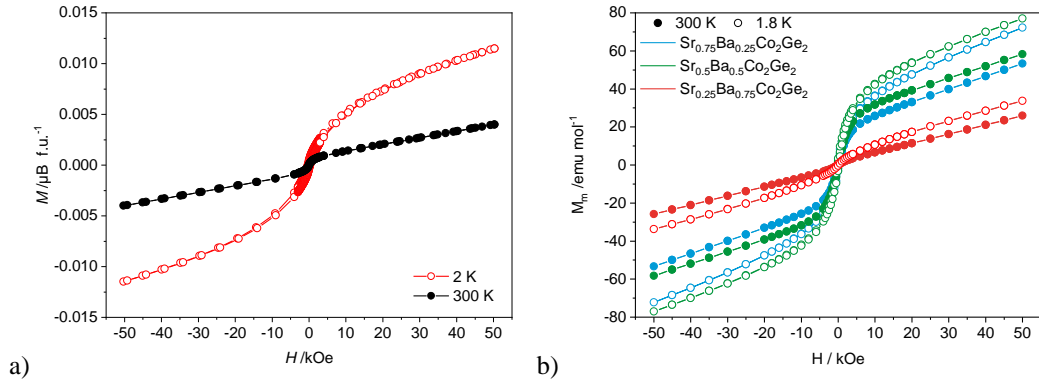 0.015
0.010
0.005
0.000
-0.005
-0.010
-0.015
M /µB f.u.⁻¹
-50 -40 -30 -20 -10 0 10 20 30 40 50
H /kOe
2 K
300 K
a)
80
60
40
20
0
-20
-40
-60
-80
Mₘ /emu mol⁻¹
-50 -40 -30 -20 -10 0 10 20 30 40 50
H / kOe
300 K 1.8 K
Sr₀.₇₅Ba₀.₂₅Co₂Ge₂
Sr₀.₅Ba₀.₅Co₂Ge₂
Sr₀.₂₅Ba₀.₇₅Co₂Ge₂
b)